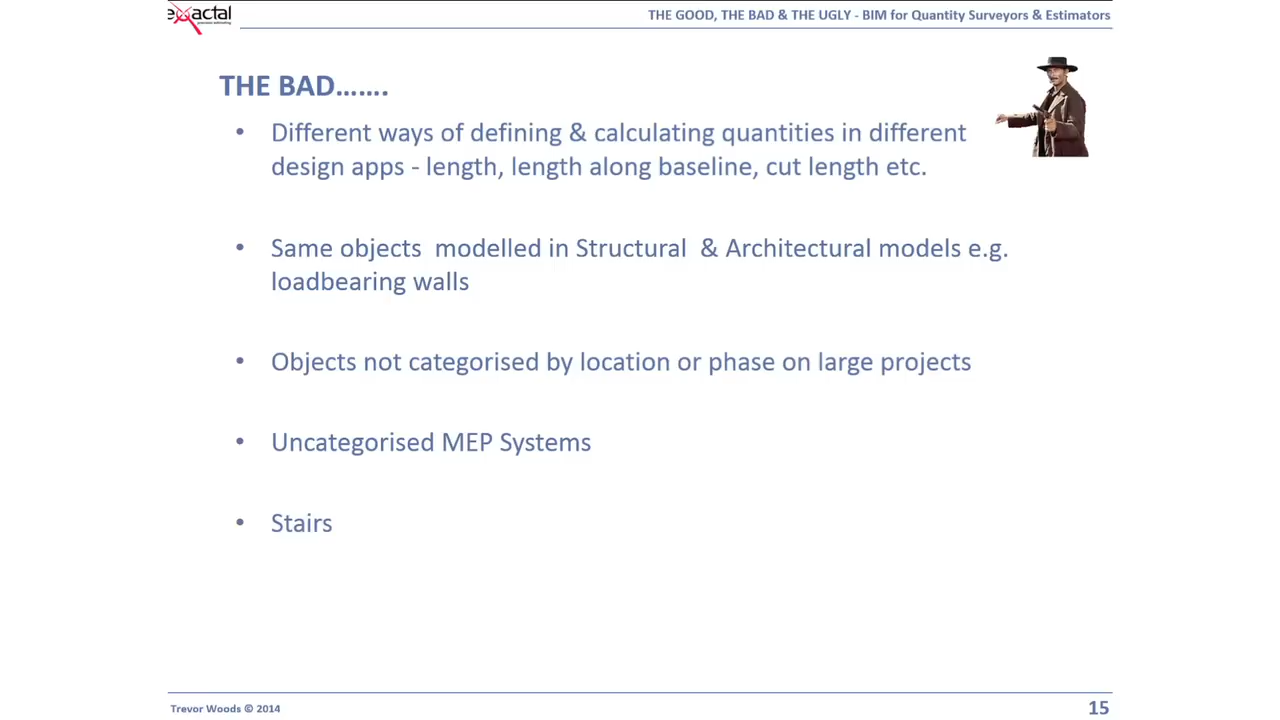 exactal
THE GOOD, THE BAD & THE UGLY - BIM for Quantity Surveyors & Estimators
THE BAD…….
• Different ways of defining & calculating quantities in different
design apps - length, length along baseline, cut length etc.
• Same objects modelled in Structural & Architectural models e.g.
loadbearing walls
• Objects not categorised by location or phase on large projects
• Uncategorised MEP Systems
• Stairs
Trevor Woods © 2014
15